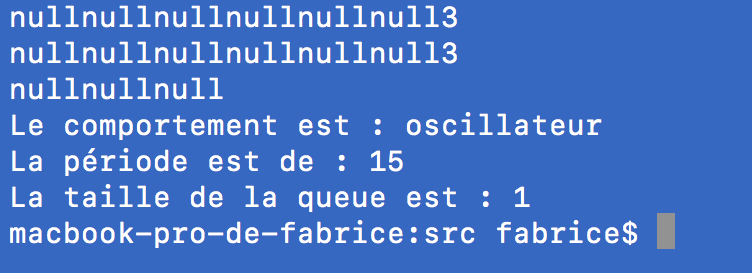 nullnullnullnullnullnull3
nullnullnullnullnullnull3
nullnullnull
Le comportement est : oscillateur
La période est de : 15
La taille de la queue est : 1
macbook-pro-de-fabrice:src fabrice$